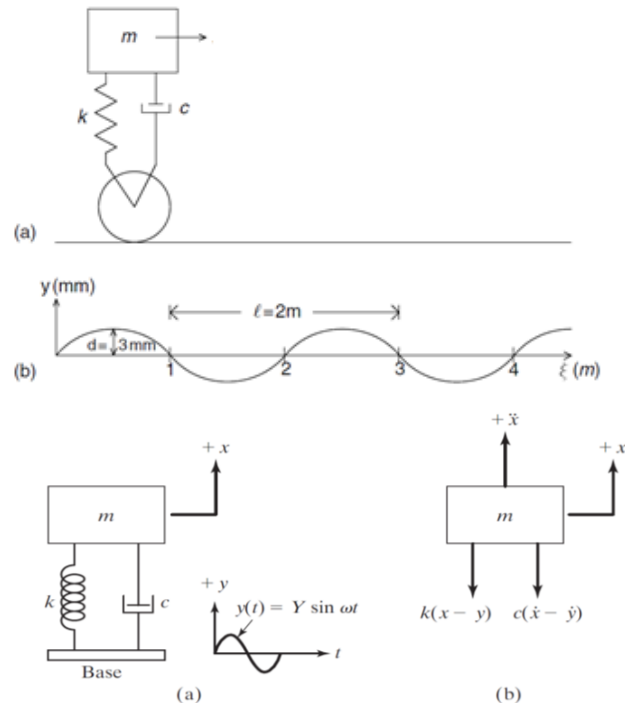 m
k
c
(a)
y(mm)
ℓ=2m
d= 3mm
(b)
1 2 3 4 ξ (m)
+ ẍ
+ x
+ x
m
m
+ y
k
c
y(t) = Y sin ωt
t
k(x − y) c(ẋ − ẏ)
Base
(a)
(b)